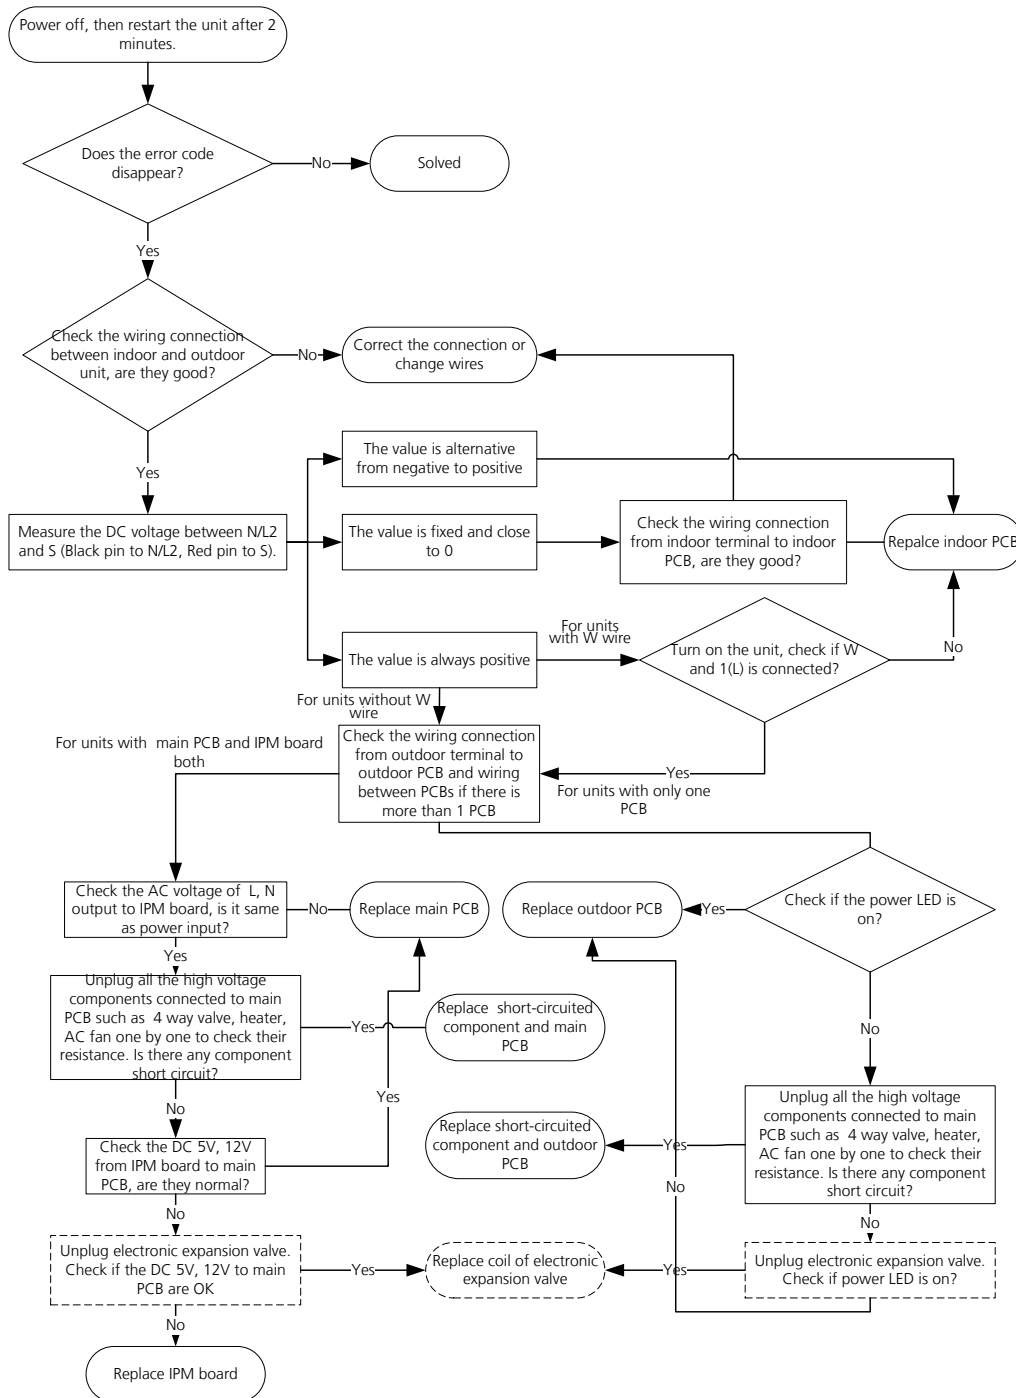 Power off, then restart the unit after 2
minutes.
Does the error code
disappear?
No
Solved
Yes
Check the wiring connection
between indoor and outdoor
unit, are they good?
No
Correct the connection or
change wires
Yes
The value is alternative
from negative to positive
Measure the DC voltage between N/L2
and S (Black pin to N/L2, Red pin to S).
The value is fixed and close
to 0
Check the wiring connection
from indoor terminal to indoor
PCB, are they good?
Repalce indoor PCB
The value is always positive
For units
with W wire
Turn on the unit, check if W
and 1(L) is connected?
No
For units without W
wire
For units with  main PCB and IPM board
both
Check the wiring connection
from outdoor terminal to
outdoor PCB and wiring
between PCBs if there is
more than 1 PCB
Yes
For units with only one
PCB
Check the AC voltage of  L, N
output to IPM board, is it same
as power input?
No
Replace main PCB
Replace outdoor PCB
Yes
Check if the power LED is
on?
Yes
Unplug all the high voltage
components connected to main
PCB such as  4 way valve, heater,
AC fan one by one to check their
resistance. Is there any component
short circuit?
Yes
Replace  short-circuited
component and main
PCB
No
No
Yes
Unplug all the high voltage
components connected to main
PCB such as  4 way valve, heater,
AC fan one by one to check their
resistance. Is there any component
short circuit?
Yes
Replace short-circuited
component and outdoor
PCB
Check the DC 5V, 12V
from IPM board to main
PCB, are they normal?
No
No
No
Unplug electronic expansion valve.
Check if the DC 5V, 12V to main
PCB are OK
Yes
Replace coil of electronic
expansion valve
Yes
Unplug electronic expansion valve.
Check if power LED is on?
No
Replace IPM board